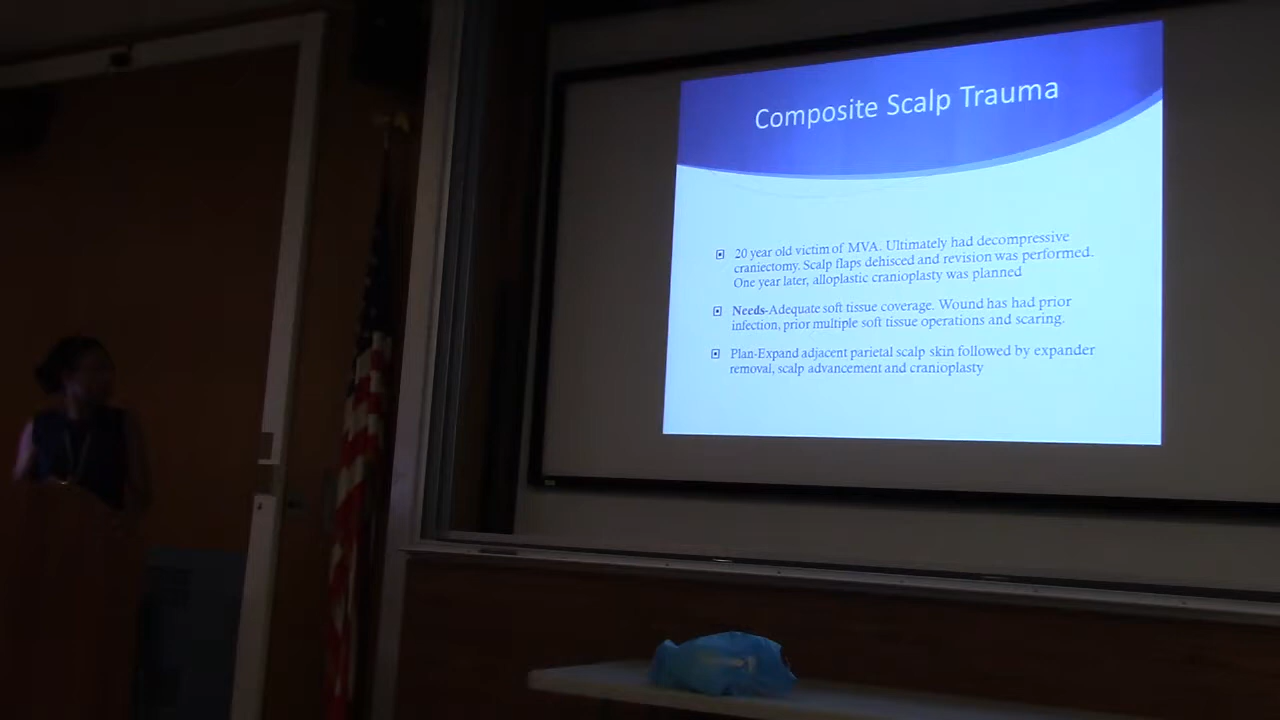 Composite Scalp Trauma
20 year old victim of MVA. Ultimately had decompressive
craniectomy. Scalp flaps dehisced and revision was performed.
One year later, alloplastic cranioplasty was planned
Needs-Adequate soft tissue coverage. Wound has had prior
infection, prior multiple soft tissue operations and scaring.
Plan-Expand adjacent parietal scalp skin followed by expander
removal, scalp advancement and cranioplasty